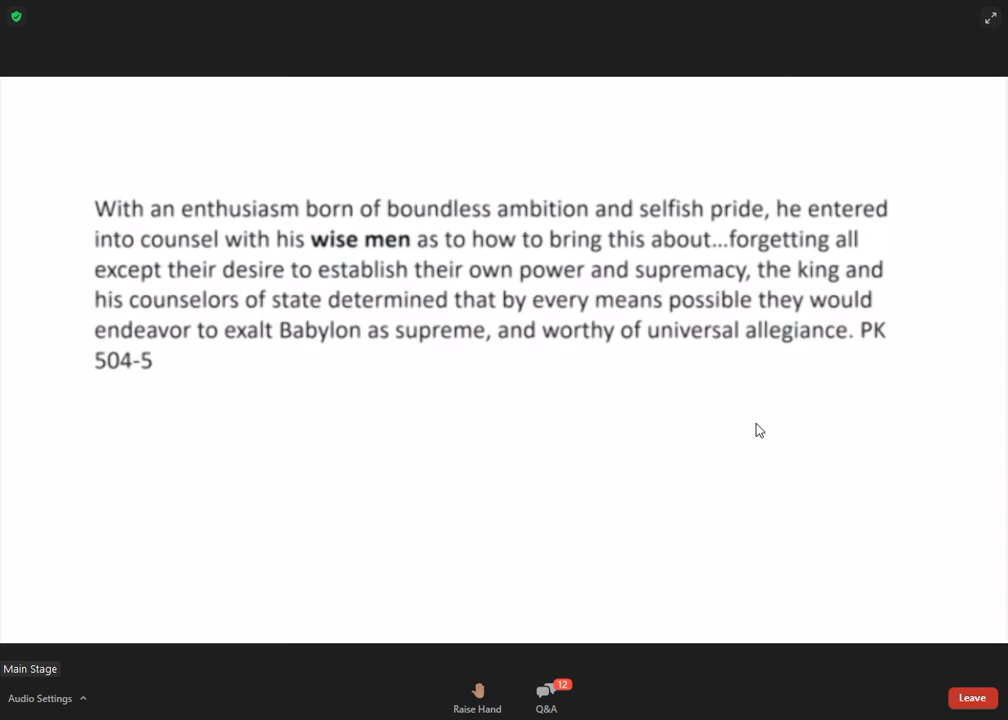 With an enthusiasm born of boundless ambition and selfish pride, he entered
into counsel with his wise men as to how to bring this about...forgetting all
except their desire to establish their own power and supremacy, the king and
his counselors of state determined that by every means possible they would
endeavor to exalt Babylon as supreme, and worthy of universal allegiance. PK
504-5
Main Stage
Audio Settings
Raise Hand
12
Q&A
Leave